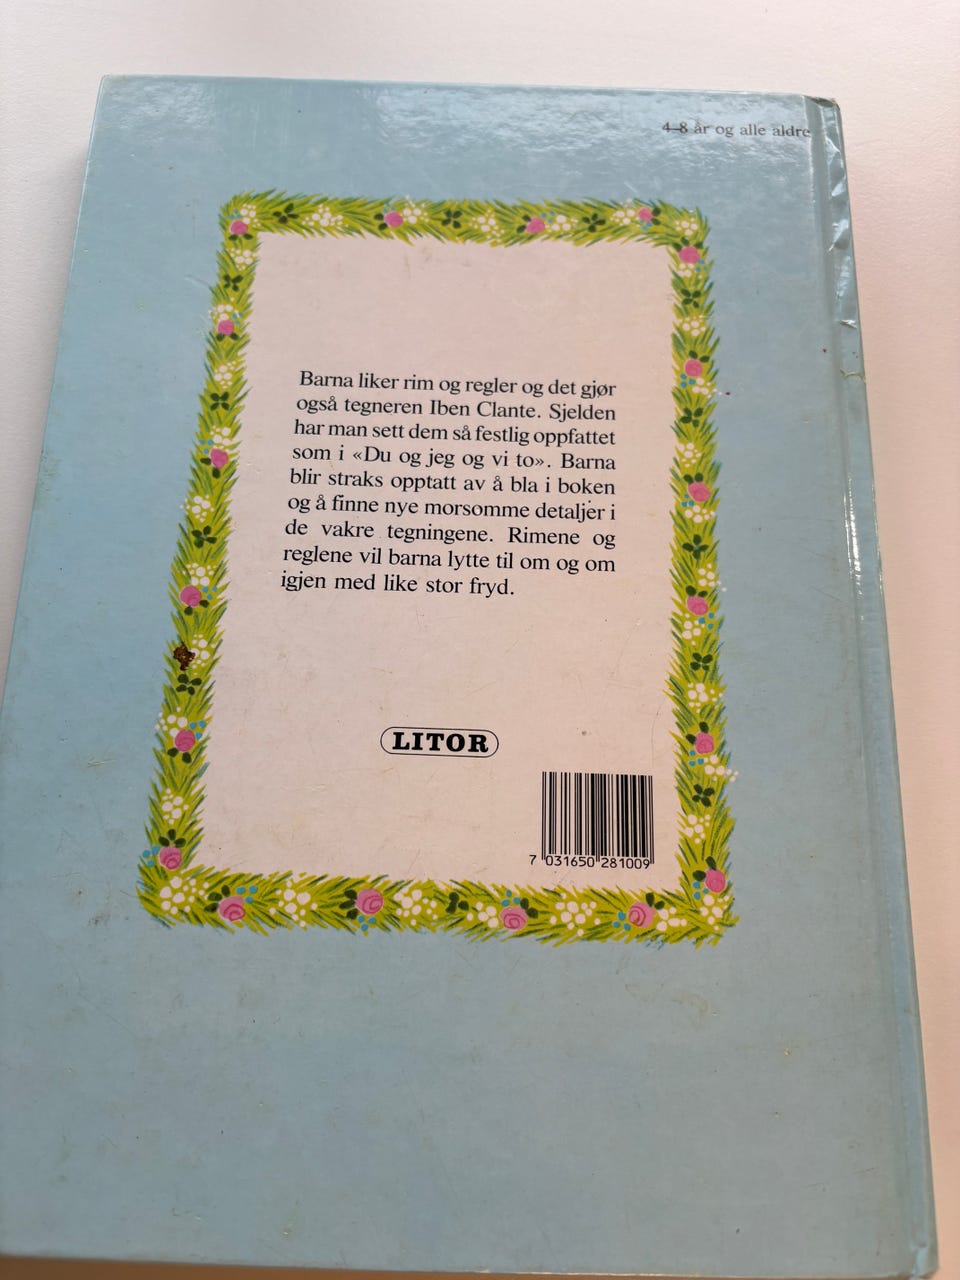 4–8 år og alle aldre
Barna liker rim og regler og det gjør
også tegneren Iben Clante. Sjelden
har man sett dem så festlig oppfattet
som i «Du og jeg og vi to». Barna
blir straks opptatt av å bla i boken
og å finne nye morsomme detaljer i
de vakre tegningene. Rimene og
reglene vil barna lytte til om og om
igjen med like stor fryd.
LITOR
7 031650 281009